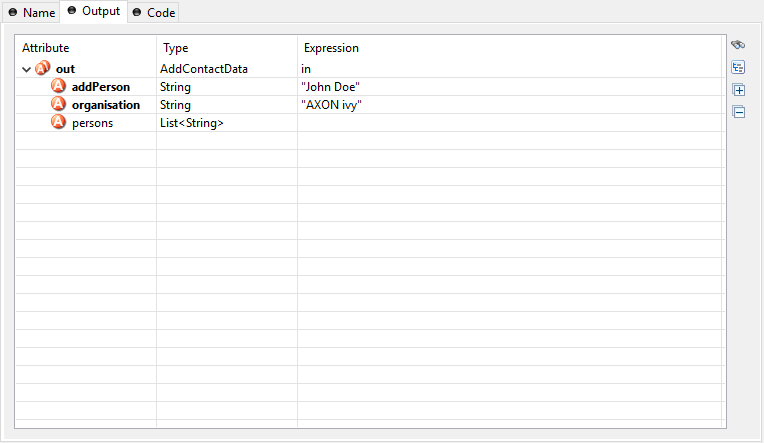 Name Output Code
Attribute Type Expression
out AddContactData in
addPerson String "John Doe"
organisation String "AXON ivy"
persons List<String>